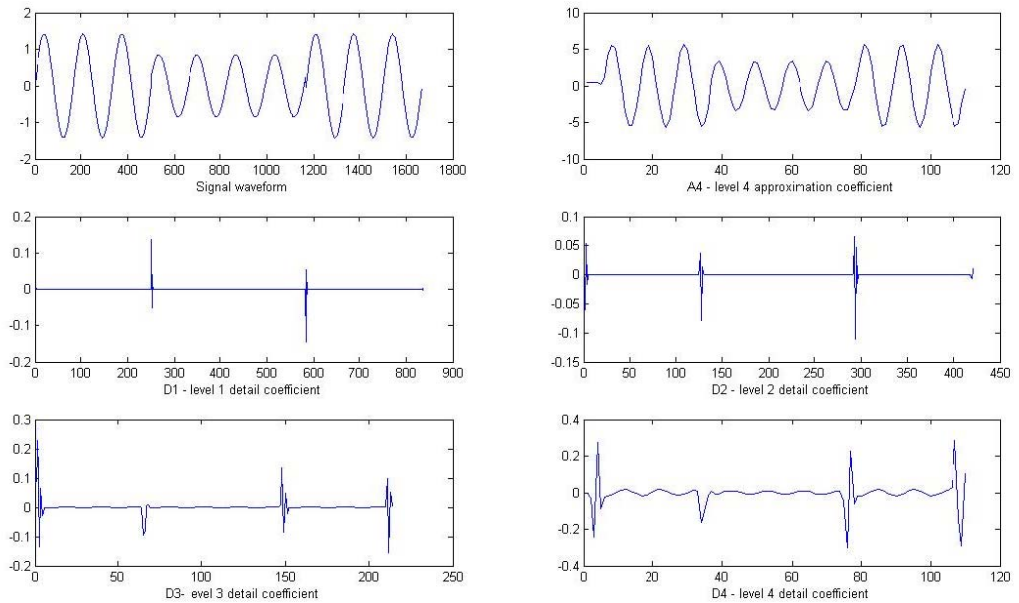 2
1
0
-1
-2
0 200 400 600 800 1000 1200 1400 1600 1800
Signal waveform
10
5
0
-5
-10
0 20 40 60 80 100 120
A4 - level 4 approximation coefficient
0.2
0.1
0
-0.1
-0.2
0 100 200 300 400 500 600 700 800 900
D1 - level 1 detail coefficient
0.1
0.05
0
-0.05
-0.1
-0.15
0 50 100 150 200 250 300 350 400 450
D2 - level 2 detail coefficient
0.3
0.2
0.1
0
-0.1
-0.2
0 50 100 150 200 250
D3- evel 3 detail coefficient
0.4
0.2
0
-0.2
-0.4
0 20 40 60 80 100 120
D4 - level 4 detail coefficient